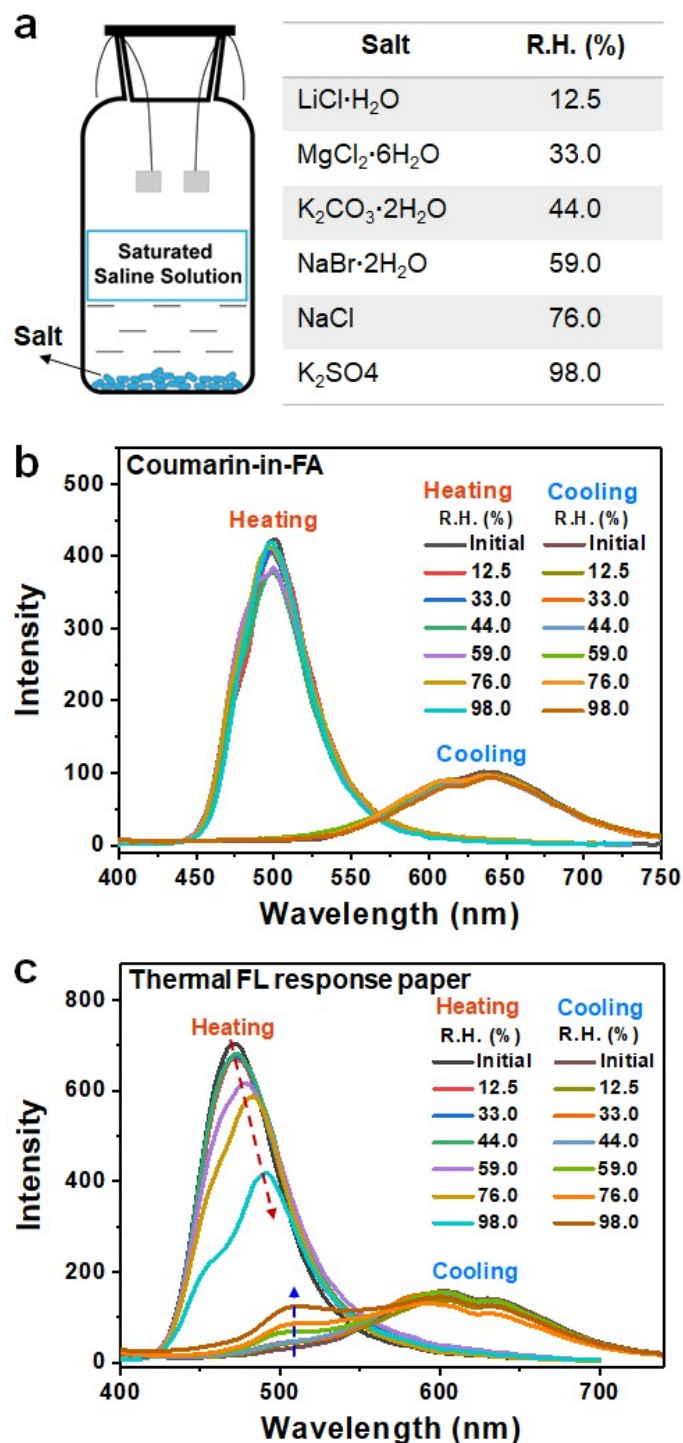 a
Salt R.H. (%)
LiCl·H₂O 12.5
MgCl₂·6H₂O 33.0
K₂CO₃·2H₂O 44.0
NaBr·2H₂O 59.0
NaCl 76.0
K₂SO4 98.0
Saturated
Saline Solution
Salt
b
Coumarin-in-FA
Heating
Heating Cooling
R.H. (%) R.H. (%)
Initial Initial
12.5 12.5
33.0 33.0
44.0 44.0
59.0 59.0
76.0 76.0
98.0 98.0
Cooling
Intensity
500
400
300
200
100
0
400 450 500 550 600 650 700 750
Wavelength (nm)
c
Thermal FL response paper
Heating
Heating Cooling
R.H. (%) R.H. (%)
Initial Initial
12.5 12.5
33.0 33.0
44.0 44.0
59.0 59.0
76.0 76.0
98.0 98.0
Cooling
Intensity
800
600
400
200
0
400 500 600 700
Wavelength (nm)